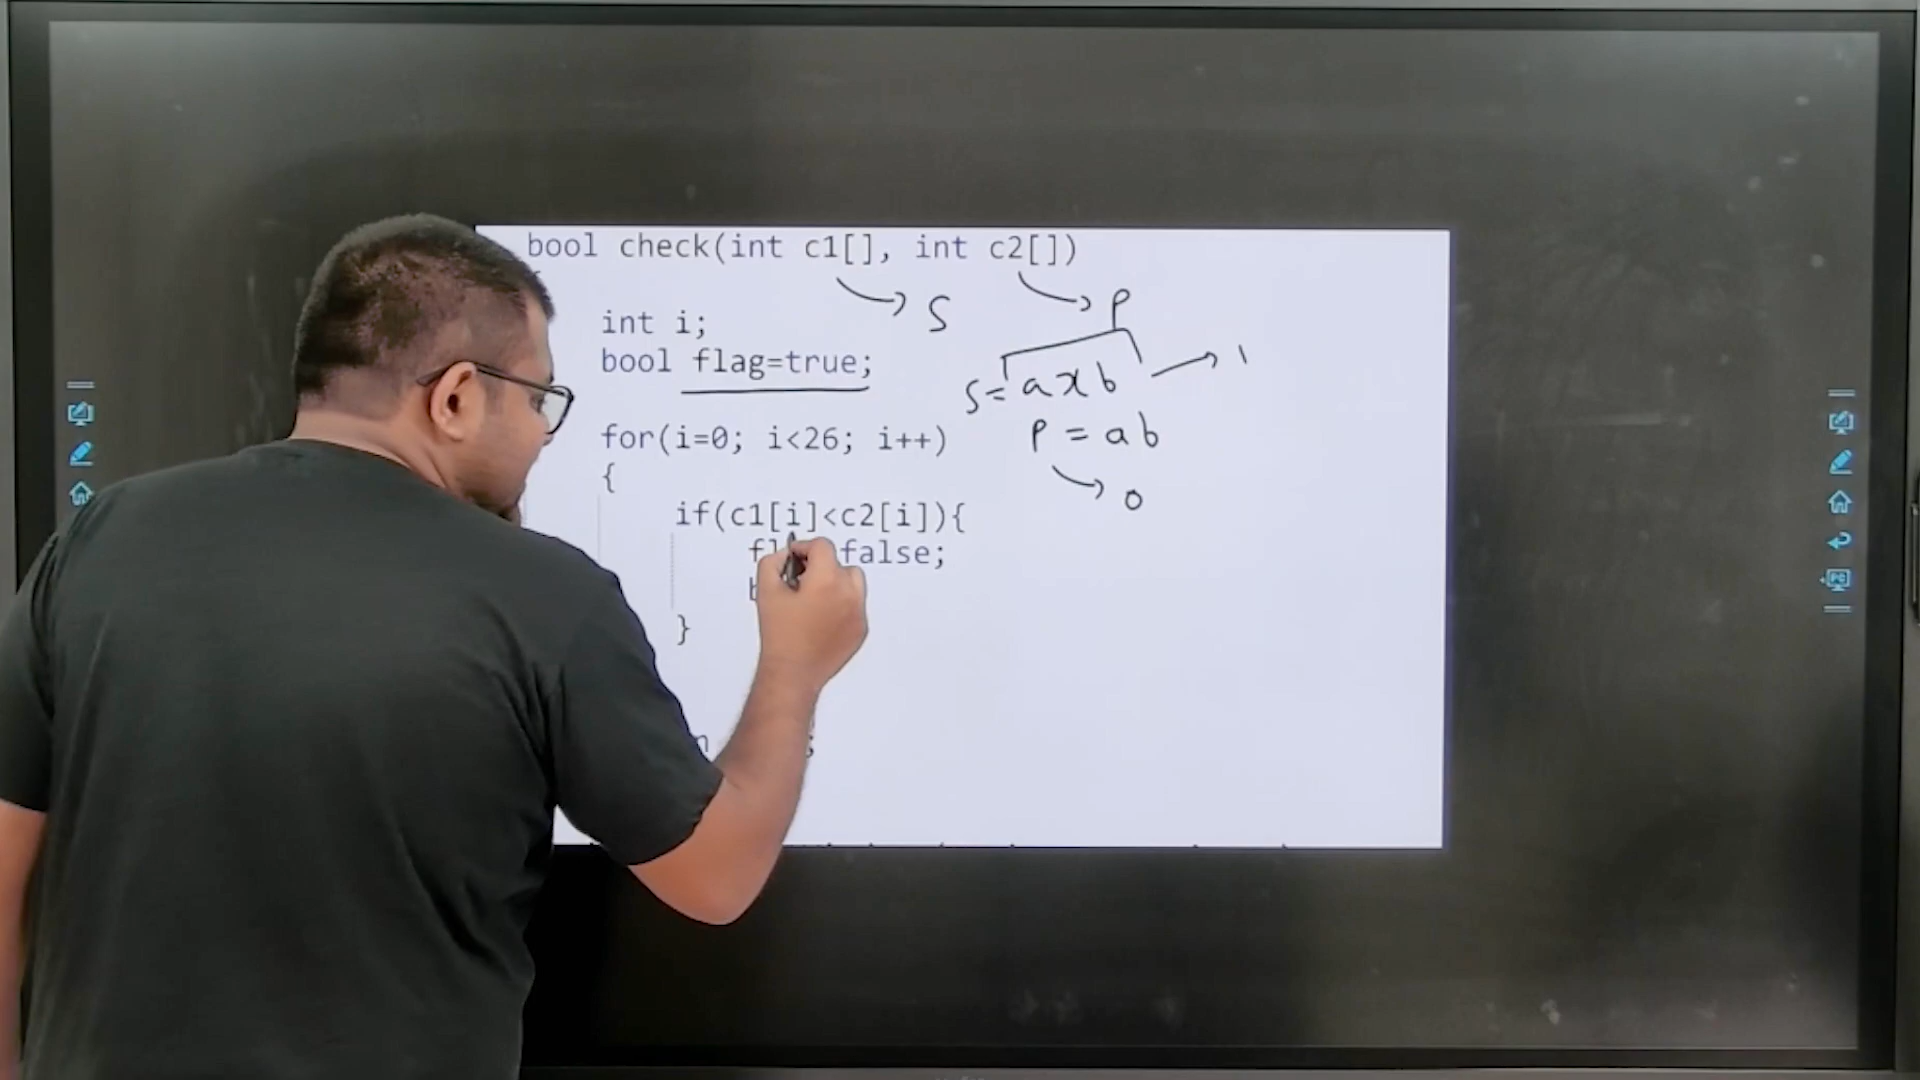 bool check(int c1[], int c2[])
S
P
int i;
bool flag=true;
S= a x b
1
P = ab
for(i=0; i<26; i++)
{
0
if(c1[i]<c2[i]){
false;
}
PC